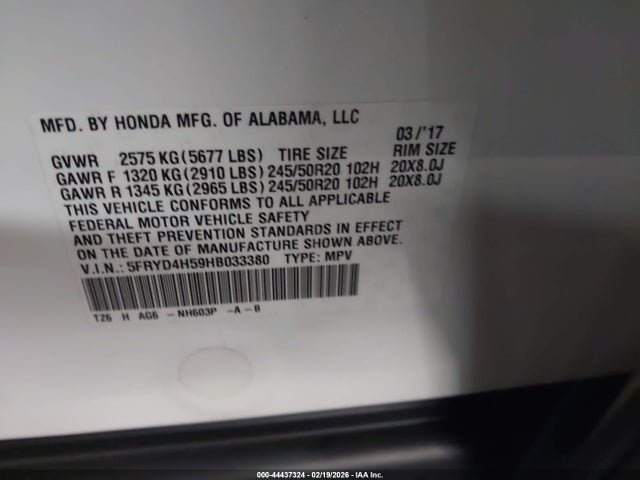 MFD. BY HONDA MFG. OF ALABAMA, LLC
03/'17
GVWR 2575 KG(5677 LBS) TIRE SIZE RIM SIZE
GAWR F 1320 KG(2910 LBS)245/50R20 102H 20X8.0J
GAWR R 1345 KG(2965 LBS)245/50R20 102H 20X8.0J
THIS VEHICLE CONFORMS TO ALL APPLICABLE
FEDERAL MOTOR VEHICLE SAFETY
AND THEFT PREVENTION STANDARDS IN EFFECT
ON THE DATE OF MANUFACTURE SHOWN ABOVE.
V.I.N.: 5FRYD4H59HB033380 TYPE: MPV
TZ6 H AG6 -NH603P -A-B
000-44437324 - 02/19/2026 - IAA Inc.